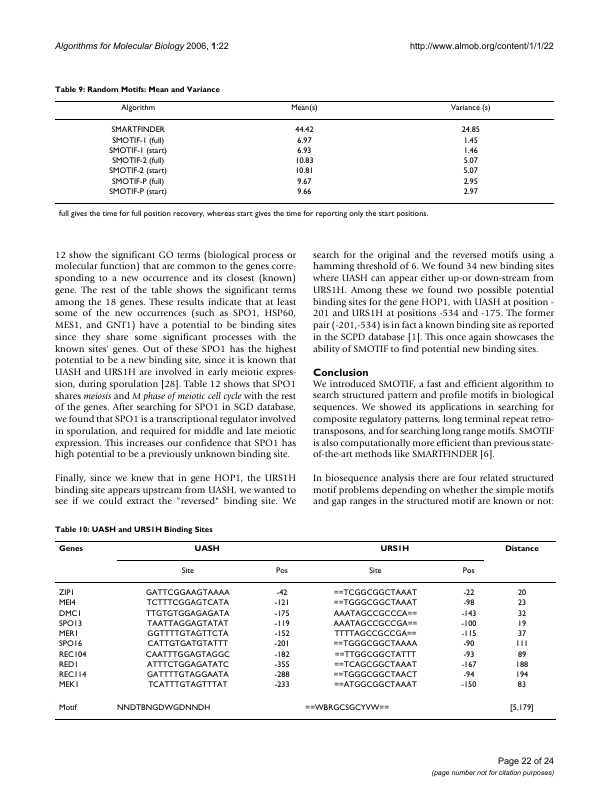 Algorithms for Molecular Biology 2006, 1:22 http://www.almob.org/content/1/1/22
Table 9: Random Motifs: Mean and Variance
Algorithm Mean(s) Variance (s)
SMARTFINDER 44.42 24.85
SMOTIF-1 (full) 6.97 1.45
SMOTIF-1 (start) 6.93 1.46
SMOTIF-2 (full) 10.83 5.07
SMOTIF-2 (start) 10.81 5.07
SMOTIF-P (full) 9.67 2.95
SMOTIF-P (start) 9.66 2.97
full gives the time for full position recovery, whereas start gives the time for reporting only the start positions.
12 show the significant GO terms (biological process or
molecular function) that are common to the genes corre-
sponding to a new occurrence and its closest (known)
gene. The rest of the table shows the significant terms
among the 18 genes. These results indicate that at least
some of the new occurrences (such as SPO1, HSP60,
MES1, and GNT1) have a potential to be binding sites
since they share some significant processes with the
known sites' genes. Out of these SPO1 has the highest
potential to be a new binding site, since it is known that
UASH and URS1H are involved in early meiotic expres-
sion, during sporulation [28]. Table 12 shows that SPO1
shares meiosis and M phase of meiotic cell cycle with the rest
of the genes. After searching for SPO1 in SGD database,
we found that SPO1 is a transcriptional regulator involved
in sporulation, and required for middle and late meiotic
expression. This increases our confidence that SPO1 has
high potential to be a previously unknown binding site.
Finally, since we knew that in gene HOP1, the URS1H
binding site appears upstream from UASH, we wanted to
see if we could extract the "reversed" binding site. We
search for the original and the reversed motifs using a
hamming threshold of 6. We found 34 new binding sites
where UASH can appear either up-or down-stream from
URS1H. Among these we found two possible potential
binding sites for the gene HOP1, with UASH at position -
201 and URS1H at positions -534 and -175. The former
pair (-201,-534) is in fact a known binding site as reported
in the SCPD database [1]. This once again showcases the
ability of SMOTIF to find potential new binding sites.
Conclusion
We introduced SMOTIF, a fast and efficient algorithm to
search structured pattern and profile motifs in biological
sequences. We showed its applications in searching for
composite regulatory patterns, long terminal repeat retro-
transposons, and for searching long range motifs. SMOTIF
is also computationally more efficient than previous state-
of-the-art methods like SMARTFINDER [6].
In biosequence analysis there are four related structured
motif problems depending on whether the simple motifs
and gap ranges in the structured motif are known or not:
Table 10: UASH and URS1H Binding Sites
Genes UASH URS1H Distance
Site Pos Site Pos
ZIP1 GATTCGGAAGTAAAA -42 ==TCGGCGGCTAAAT -22 20
MEI4 TCTTTCGGAGTCATA -121 ==TGGGCGGCTAAAT -98 23
DMC1 TTGTGTGGAGAGATA -175 AAATAGCCGCCCA== -143 32
SPO13 TAATTAGGAGTATAT -119 AAATAGCCGCCGA== -100 19
MER1 GGTTTTGTAGTTCTA -152 TTTTAGCCGCCGA== -115 37
SPO16 CATTGTGATGTATTT -201 ==TGGGCGGCTAAAA -90 111
REC104 CAATTTGGAGTAGGC -182 ==TTGGCGGCTATTT -93 89
RED1 ATTTCTGGAGATATC -355 ==TCAGCGGCTAAAT -167 188
REC114 GATTTTGTAGGAATA -288 ==TGGGCGGCTAACT -94 194
MEK1 TCATTTGTAGTTTAT -233 ==ATGGCGGCTAAAT -150 83
Motif NNDTBNGDWGDNNDH ==WBRGCSGCYVW== [5,179]
Page 22 of 24
(page number not for citation purposes)